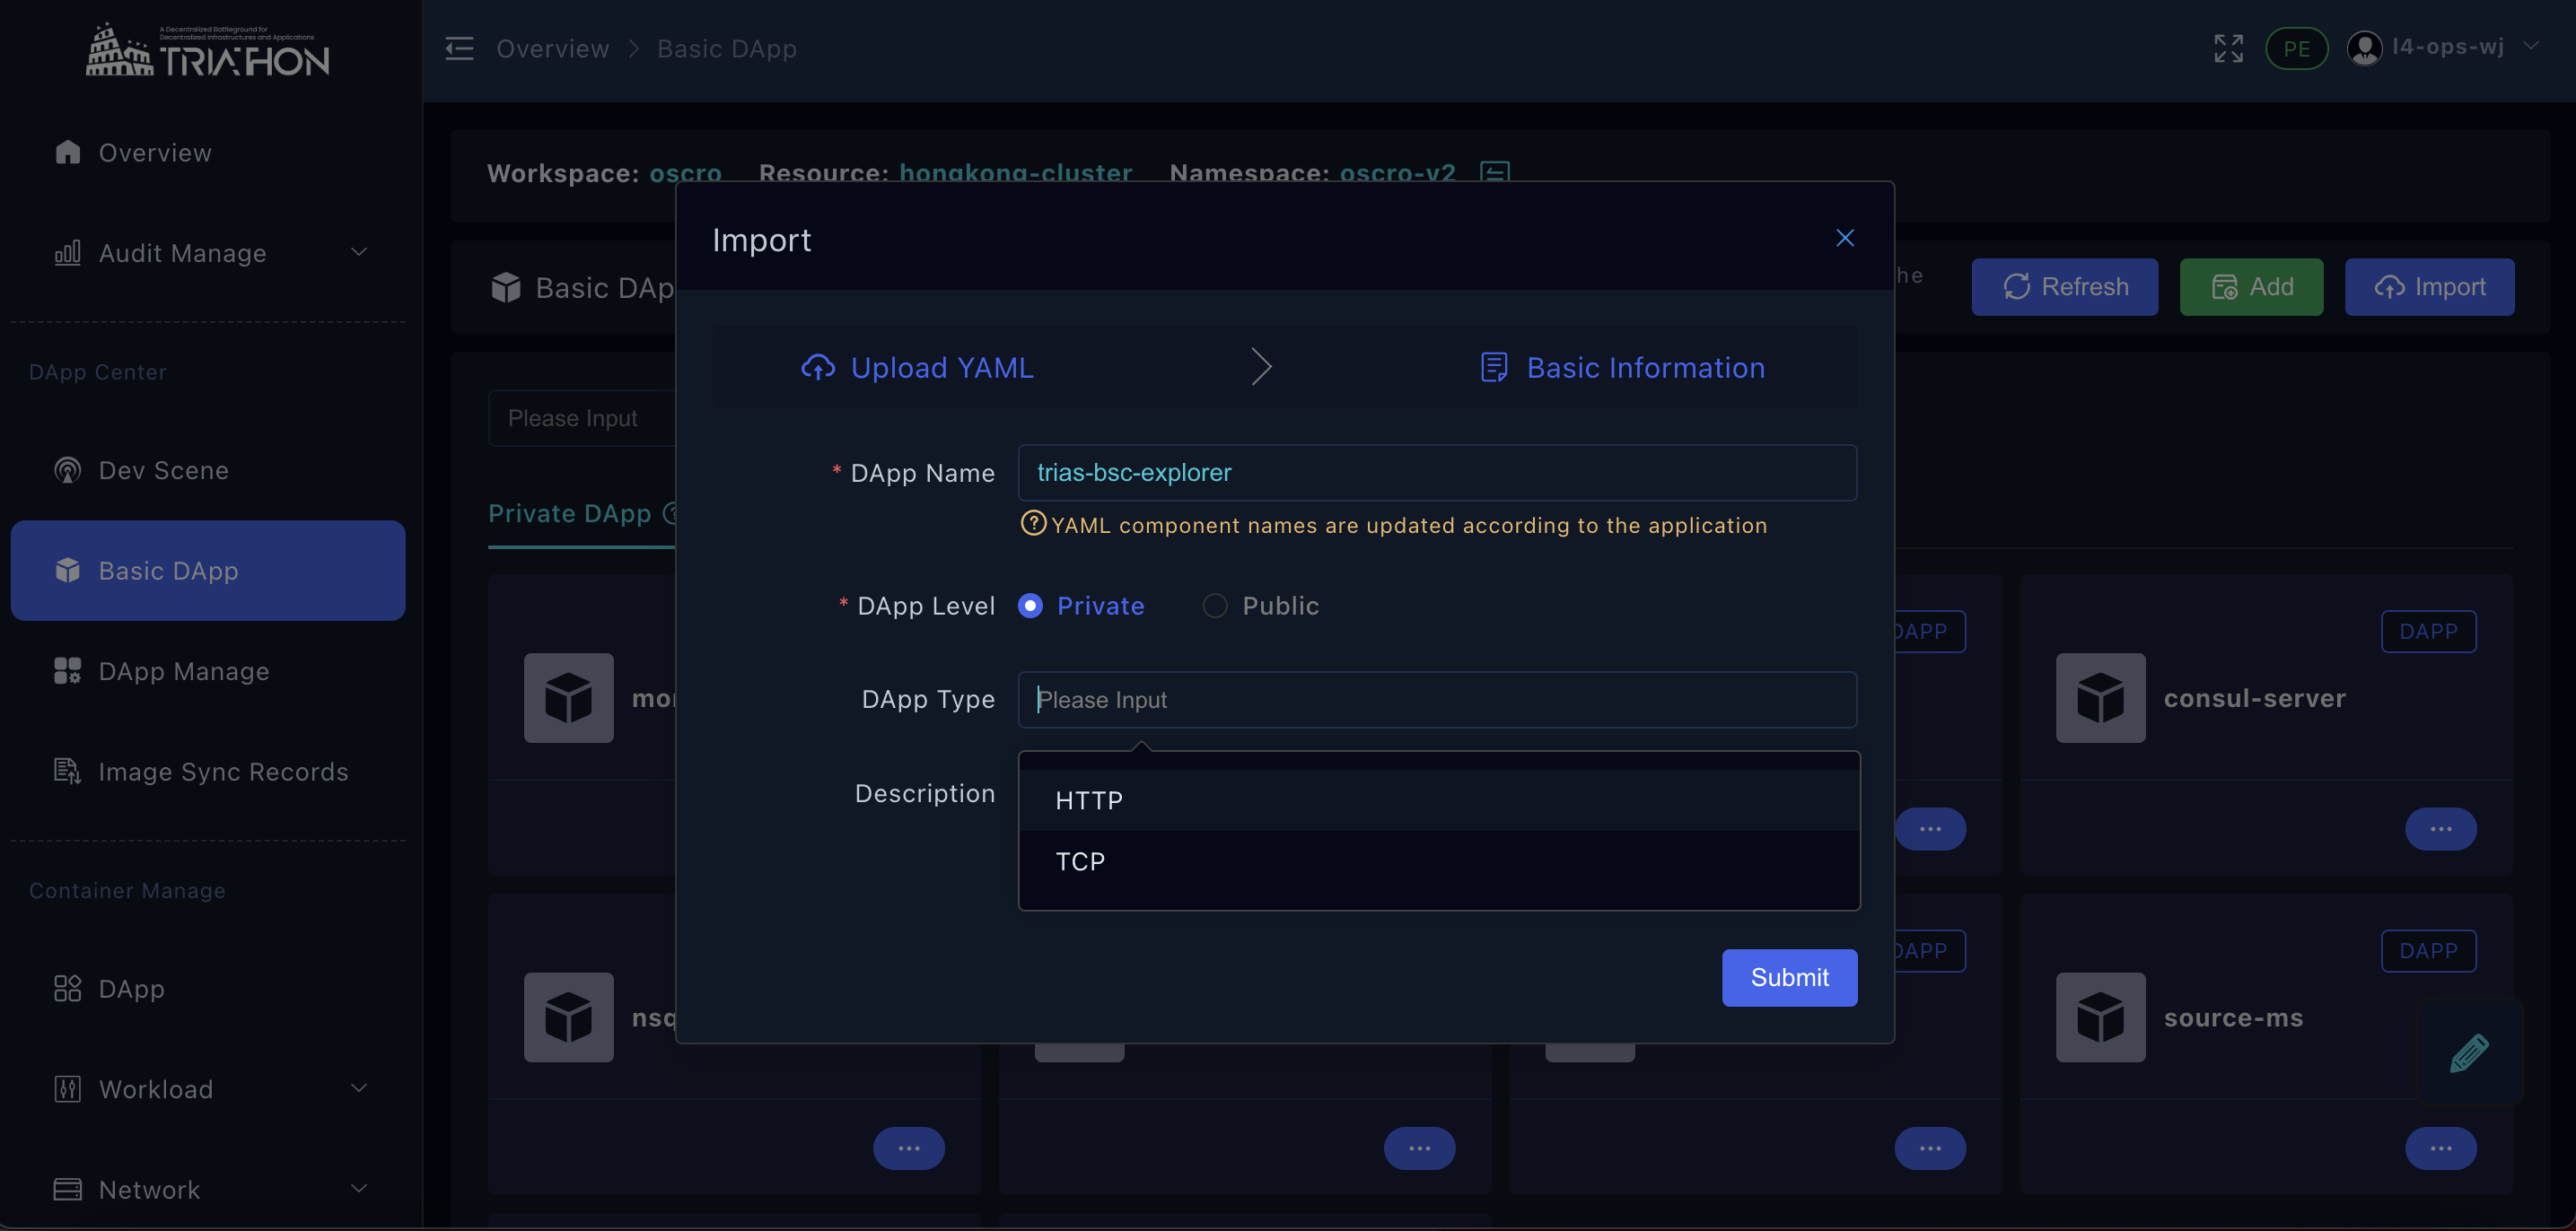 A Decentralized Battleground for
Decentralized Infrastructures and Applications
TRIATHON
Overview
Audit Manage
DApp Center
Dev Scene
Basic DApp
DApp Manage
Image Sync Records
Container Manage
DApp
Workload
Network
Overview > Basic DApp
PE
l4-ops-wj
Workspace: oscro Resource: hongkong-cluster Namespace: oscro-v2
Basic DAp
he
Refresh
Add
Import
Please Input
Private DApp
Import
Upload YAML
Basic Information
* DApp Name
trias-bsc-explorer
YAML component names are updated according to the application
* DApp Level
Private
Public
DApp Type
Please Input
HTTP
TCP
Description
Submit
DAPP
DAPP
consul-server
nsq
DAPP
DAPP
source-ms